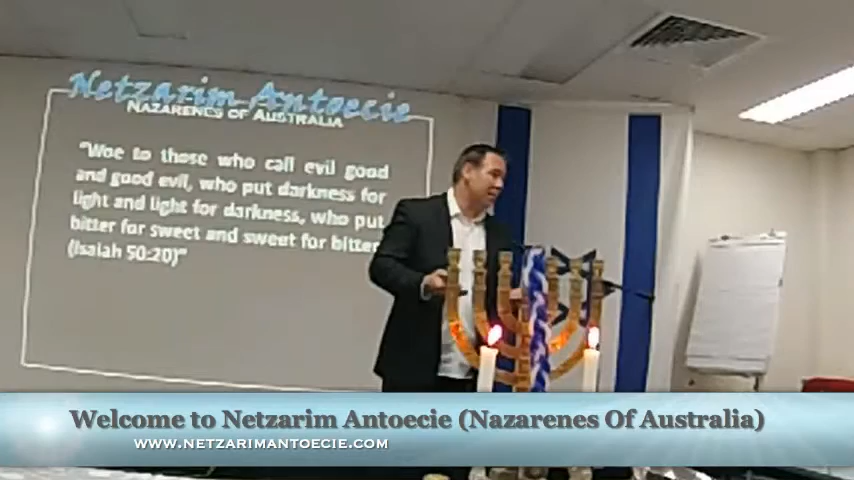 Netzarim Antoecie
NAZARENES OF AUSTRALIA
"Woe to those who call evil good
and good evil, who put darkness for
light and light for darkness, who put
bitter for sweet and sweet for bitter
(Isaiah 50:20)"
Welcome to Netzarim Antoecie (Nazarenes Of Australia)
WWW.NETZARIMANTOECIE.COM